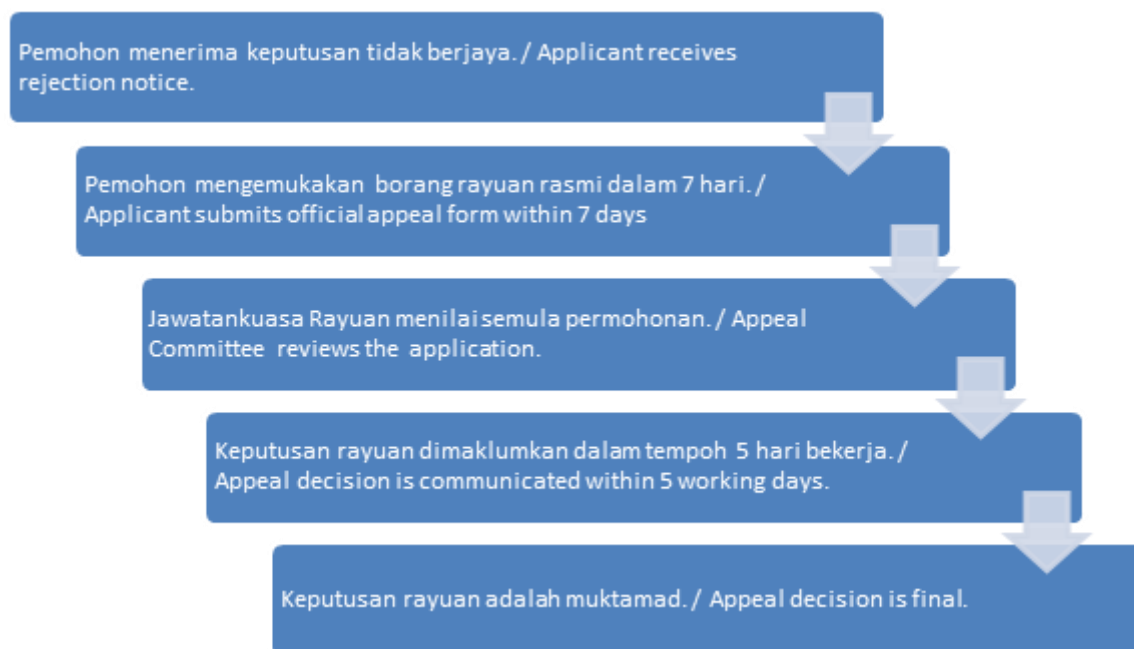 Pemohon menerima keputusan tidak berjaya. / Applicant receives
rejection notice.
Pemohon mengemukakan borang rayuan rasmi dalam 7 hari. /
Applicant submits official appeal form within 7 days
Jawatankuasa Rayuan menilai semula permohonan. / Appeal
Committee reviews the application.
Keputusan rayuan dimaklumkan dalam tempoh 5 hari bekerja. /
Appeal decision is communicated within 5 working days.
Keputusan rayuan adalah muktamad. / Appeal decision is final.